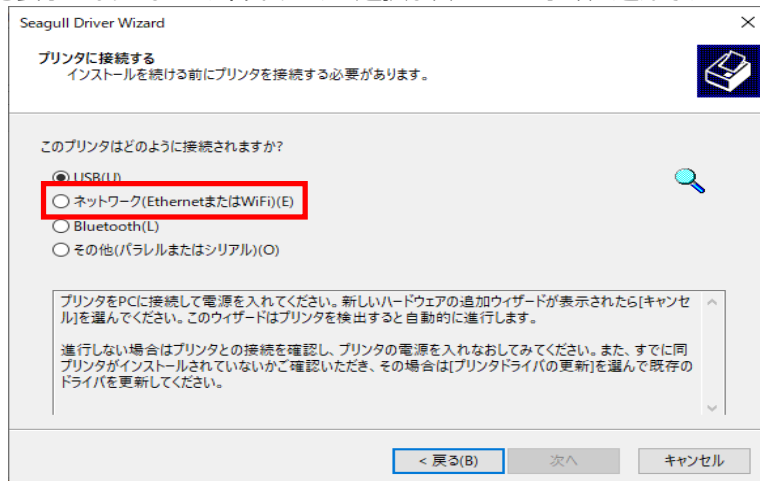 Seagull Driver Wizard
プリンタに接続する
インストールを続ける前にプリンタを接続する必要があります。
このプリンタはどのように接続されますか?
USB(U)
ネットワーク(EthernetまたはWiFi)(E)
Bluetooth(L)
その他(パラレルまたはシリアル)(O)
プリンタをPCに接続して電源を入れてください。新しいハードウェアの追加ウィザードが表示されたら[キャンセ
ル]を選んでください。このウィザードはプリンタを検出すると自動的に進行します。
進行しない場合はプリンタとの接続を確認し、プリンタの電源を入れなおしてみてください。また、すでに同
プリンタがインストールされていないかご確認いただき、その場合は[プリンタドライバの更新]を選んで既存の
ドライバを更新してください。
< 戻る(B)
次へ
キャンセル